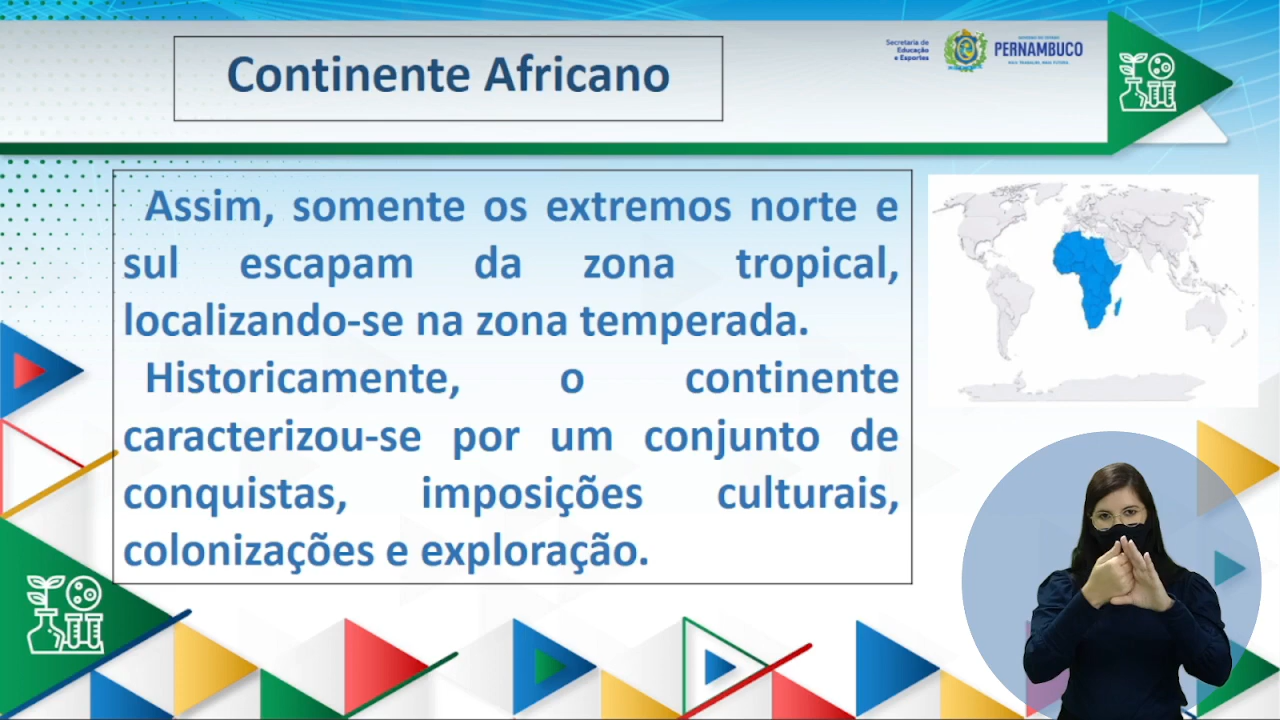 Continente Africano
Secretaria de
Educação
e Esportes
PERNAMBUCO
Assim, somente os extremos norte e
sul escapam da zona tropical,
localizando-se na zona temperada.
Historicamente, o continente
caracterizou-se por um conjunto de
conquistas, imposições culturais,
colonizações e exploração.